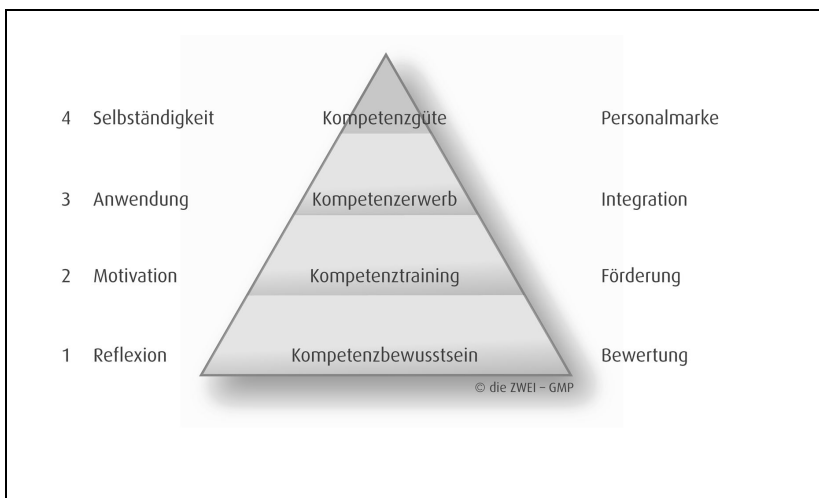 4 Selbständigkeit Kompetenzgüte Personalmarke
3 Anwendung Kompetenzerwerb Integration
2 Motivation Kompetenztraining Förderung
1 Reflexion Kompetenzbewusstsein Bewertung
© die ZWEI – GMP